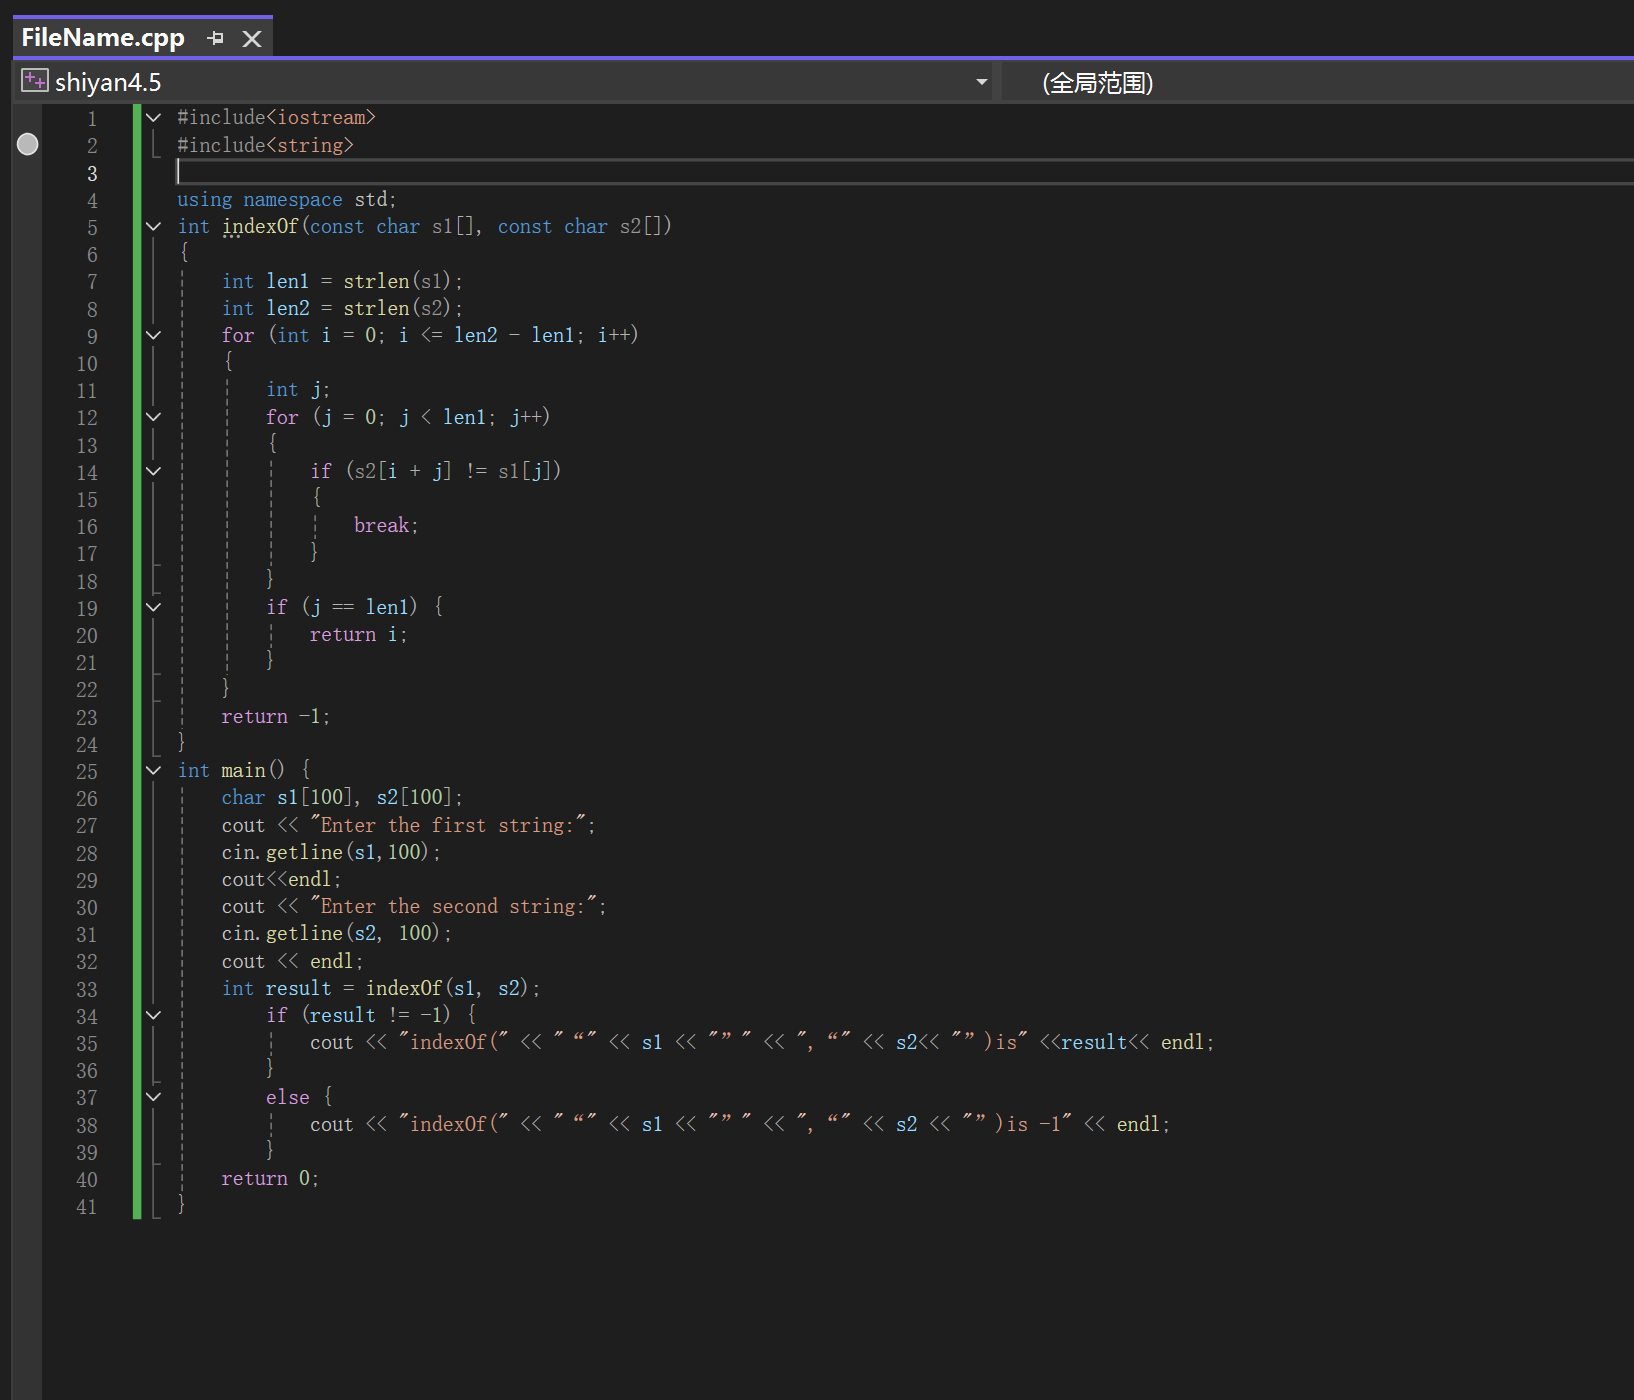 FileName.cpp
shiyan4.5
(全局范围)
1 #include<iostream>
2 #include<string>
3
4 using namespace std;
5 int indexOf(const char s1[], const char s2[])
6 {
7 int len1 = strlen(s1);
8 int len2 = strlen(s2);
9 for (int i = 0; i <= len2 - len1; i++)
10 {
11 int j;
12 for (j = 0; j < len1; j++)
13 {
14 if (s2[i + j] != s1[j])
15 {
16 break;
17 }
18 }
19 if (j == len1) {
20 return i;
21 }
22 }
23 return -1;
24 }
25 int main() {
26 char s1[100], s2[100];
27 cout << "Enter the first string:";
28 cin.getline(s1,100);
29 cout<<endl;
30 cout << "Enter the second string:";
31 cin.getline(s2, 100);
32 cout << endl;
33 int result = indexOf(s1, s2);
34 if (result != -1) {
35 cout << "indexOf(" << " “" << s1 << "” " << ", “" << s2<< "” )is" <<result<< endl;
36 }
37 else {
38 cout << "indexOf(" << " “" << s1 << "” " << ", “" << s2 << "” )is -1" << endl;
39 }
40 return 0;
41 }